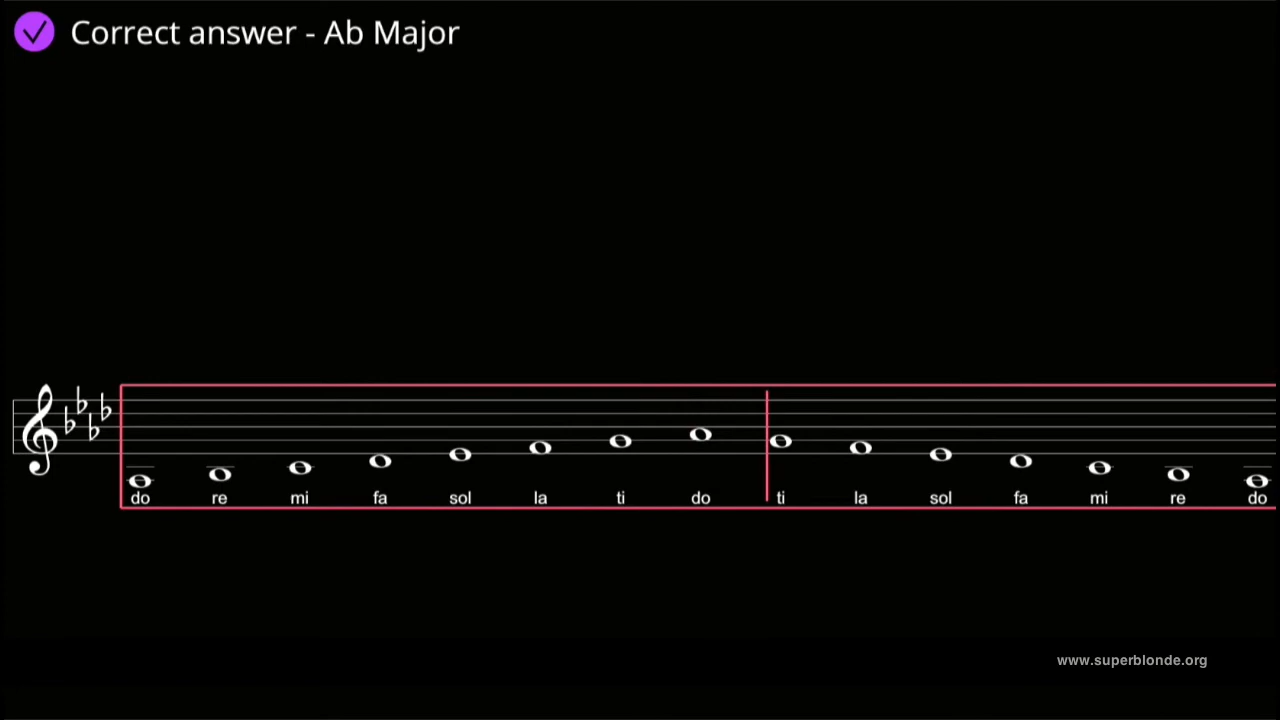 Correct answer - Ab Major
do re mi fa sol la ti do ti la sol fa mi re do
www.superblonde.org